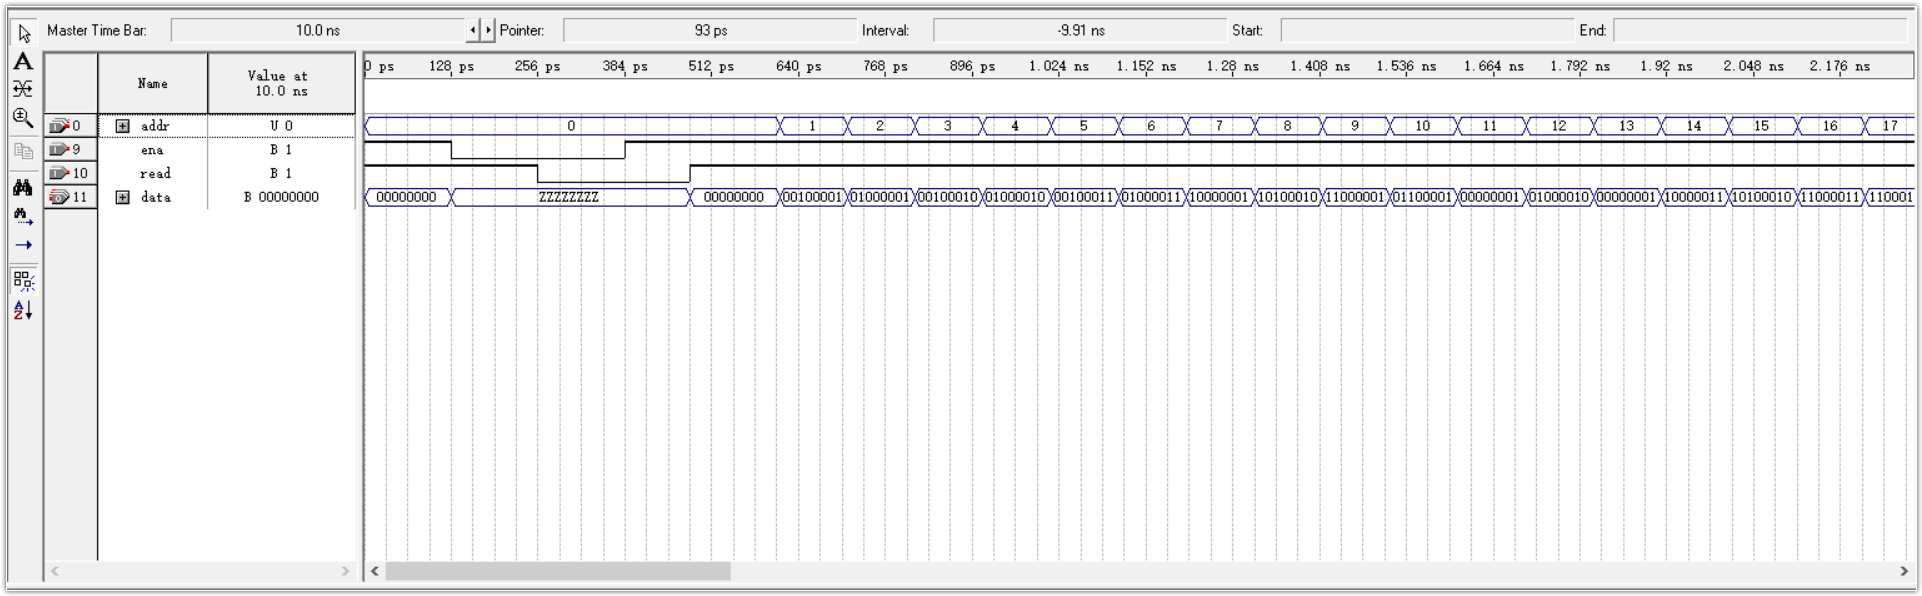 Master Time Bar: 10.0 ns Pointer: 93 ps Interval: -9.91 ns Start: End:
Name Value at 10.0 ns 0 ps 128 ps 256 ps 384 ps 512 ps 640 ps 768 ps 896 ps 1.024 ns 1.152 ns 1.28 ns 1.408 ns 1.536 ns 1.664 ns 1.792 ns 1.92 ns 2.048 ns 2.176 ns
0 addr U 0 0 1 2 3 4 5 6 7 8 9 10 11 12 13 14 15 16 17
9 ena B 1
10 read B 1
11 data B 00000000 00000000 ZZZZZZZZ 00000000 00100001 01000001 00100010 01000010 00100011 01000011 10000001 10100010 11000001 01100001 00000001 01000010 00000001 10000011 10100010 11000011 110001